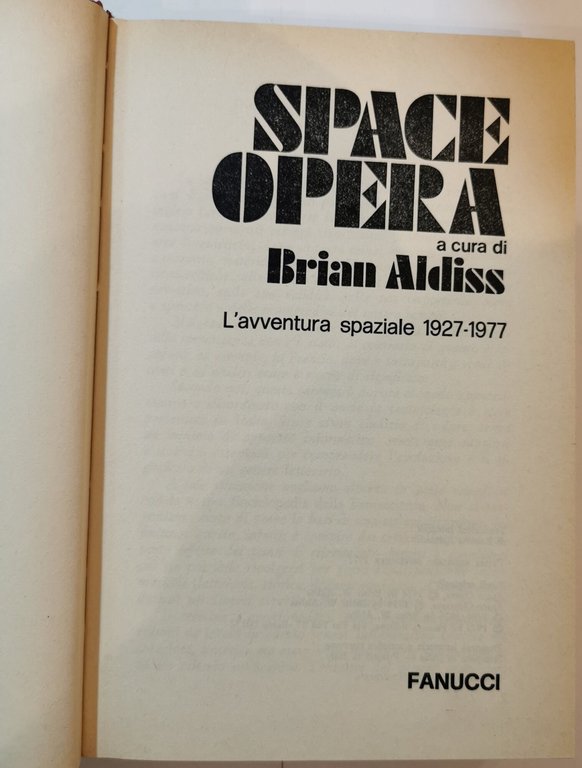 SPACE
OPERA
a cura di
Brian Aldiss
L'avventura spaziale 1927-1977
FANUCCI